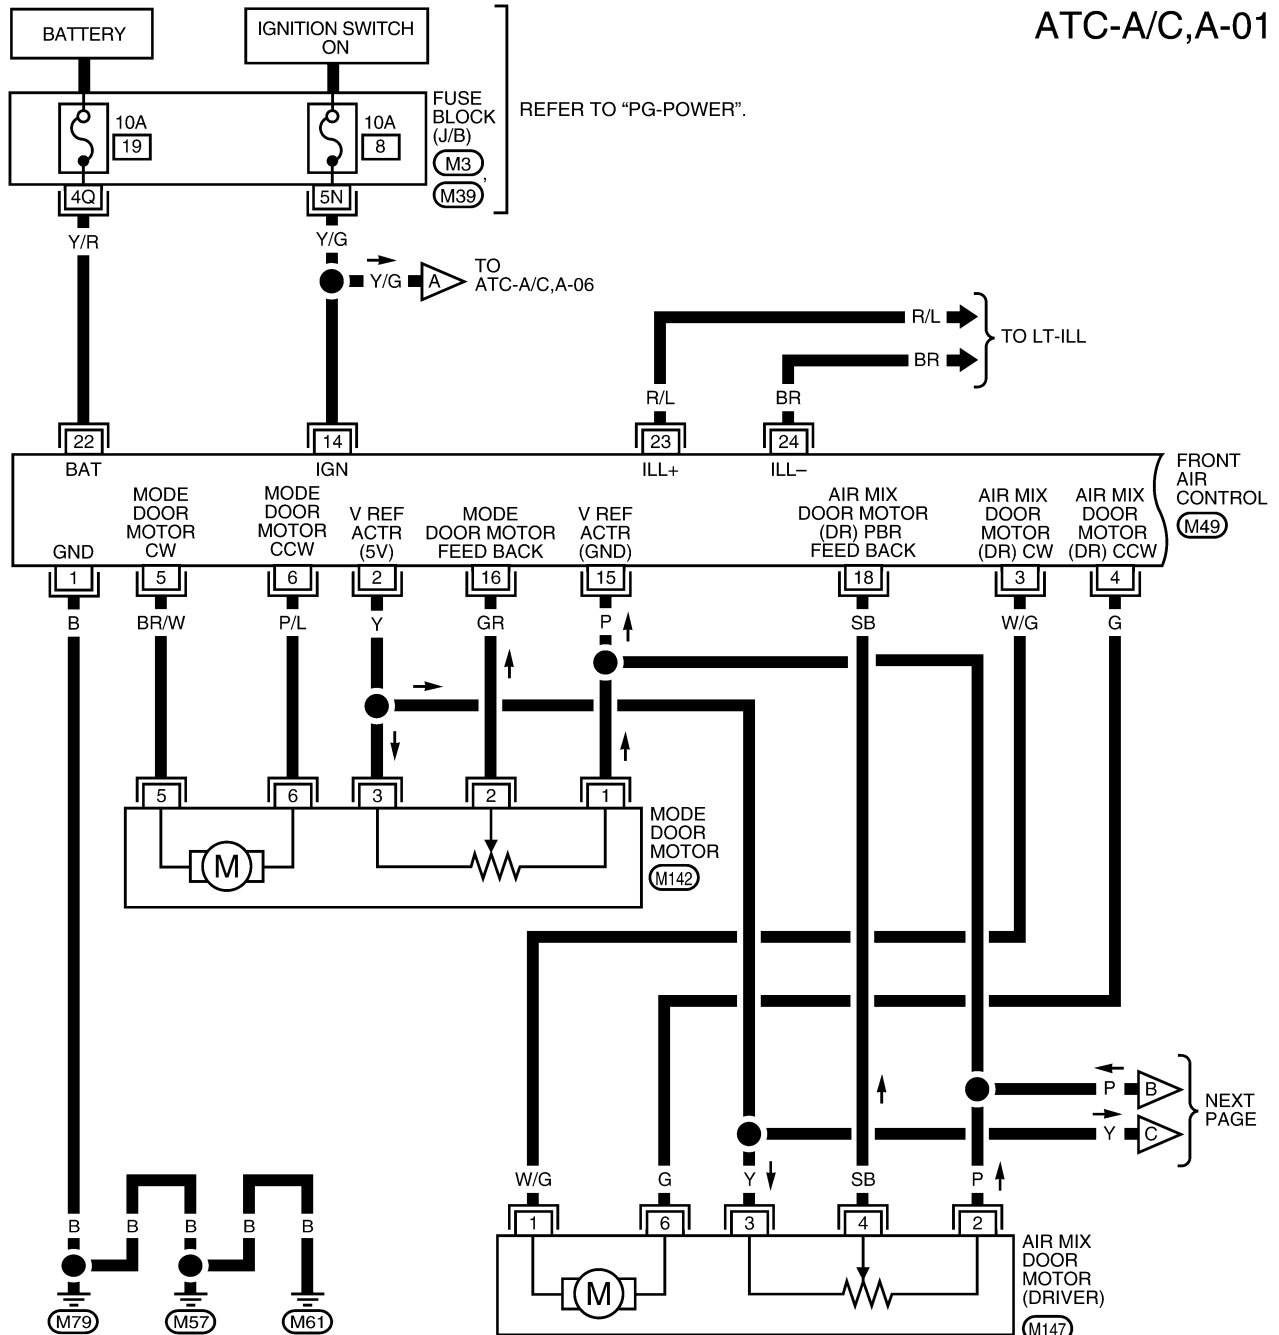 ATC-A/C,A-01
BATTERY
IGNITION SWITCH
ON
FUSE
BLOCK
(J/B)
M3
,
M39
REFER TO “PG-POWER”.
10A
19
10A
8
4Q
5N
Y/R
Y/G
Y/G
A
TO
ATC-A/C,A-06
R/L
BR
TO LT-ILL
R/L
BR
22
14
23
24
BAT
IGN
ILL+
ILL–
FRONT
AIR
CONTROL
M49
GND
MODE
DOOR
MOTOR
CW
MODE
DOOR
MOTOR
CCW
V REF
ACTR
(5V)
MODE
DOOR MOTOR
FEED BACK
V REF
ACTR
(GND)
AIR MIX
DOOR MOTOR
(DR) PBR
FEED BACK
AIR MIX
DOOR
MOTOR
(DR) CW
AIR MIX
DOOR
MOTOR
(DR) CCW
1
5
6
2
16
15
18
3
4
B
BR/W
P/L
Y
GR
P
SB
W/G
G
5
6
3
2
1
M
MODE
DOOR
MOTOR
M142
P
B
Y
C
NEXT
PAGE
W/G
G
Y
SB
P
1
6
3
4
2
M
AIR MIX
DOOR
MOTOR
(DRIVER)
M147
B
B
B
B
B
M79
M57
M61